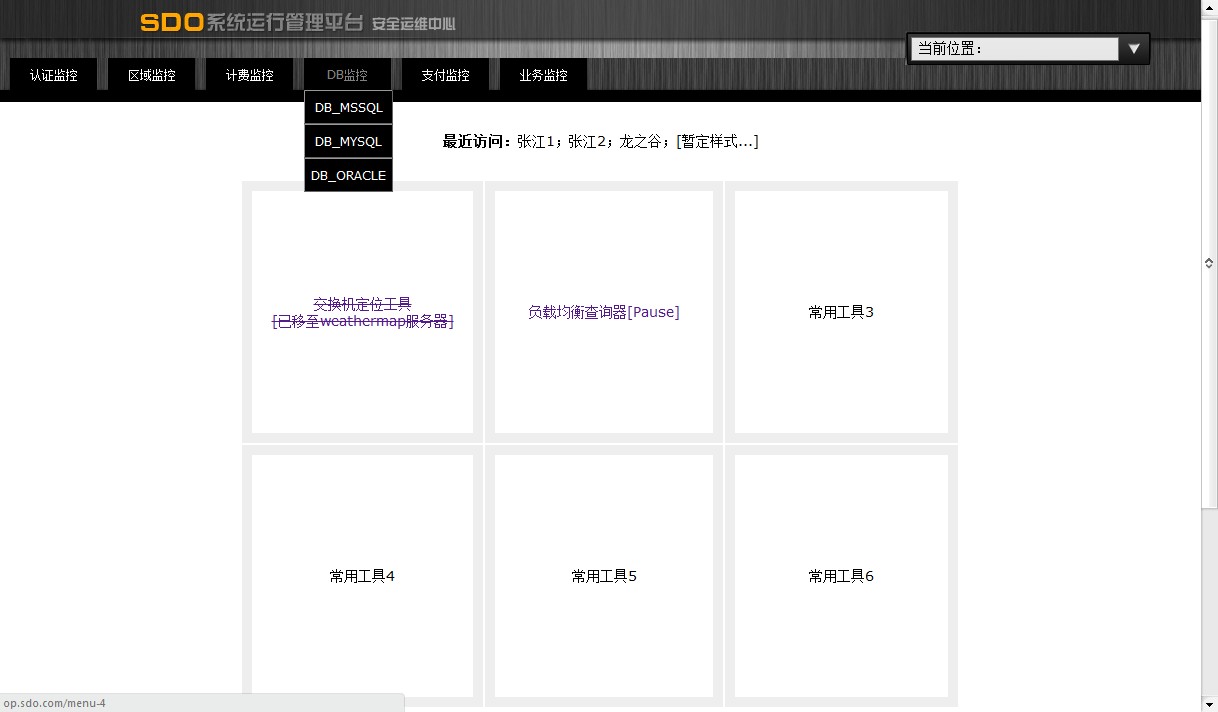 SDO系统运行管理平台 安全运维中心
当前位置：
认证监控 区域监控 计费监控 DB监控 支付监控 业务监控
DB_MSSQL
DB_MYSQL
DB_ORACLE
最近访问：张江1；张江2；龙之谷；[暂定样式...]
交换机定位工具
[已移至weathermap服务器]
负载均衡查询器[Pause]
常用工具3
常用工具4
常用工具5
常用工具6
op.sdo.com/menu-4